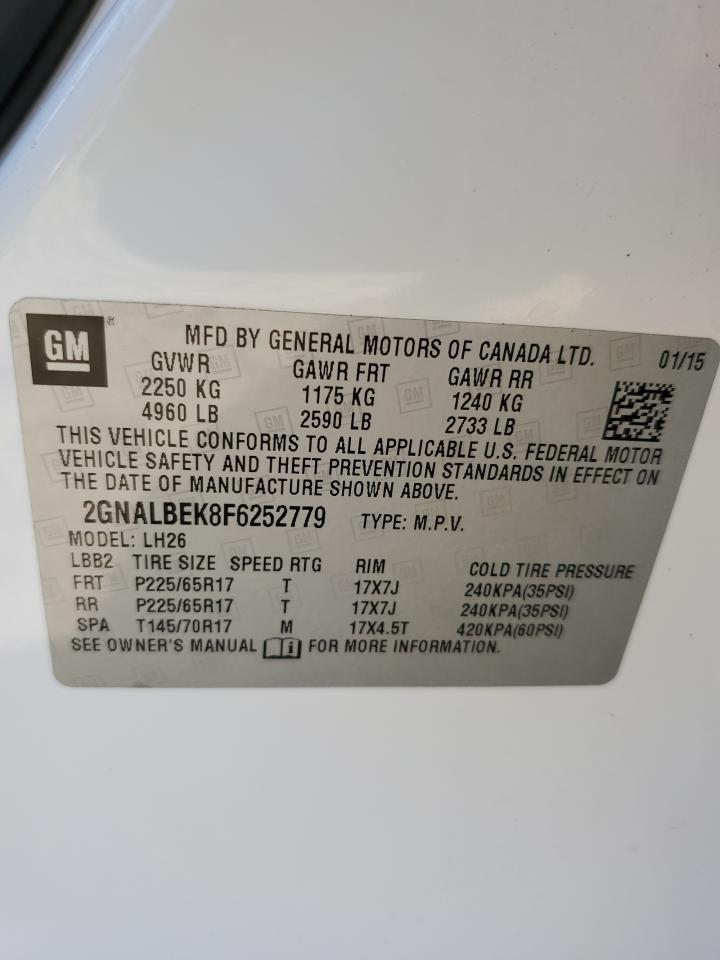 GM
MFD BY GENERAL MOTORS OF CANADA LTD. 01/15
GVWR GAWR FRT GAWR RR
2250 KG 1175 KG 1240 KG
4960 LB 2590 LB 2733 LB
THIS VEHICLE CONFORMS TO ALL APPLICABLE U.S. FEDERAL MOTOR
VEHICLE SAFETY AND THEFT PREVENTION STANDARDS IN EFFECT ON
THE DATE OF MANUFACTURE SHOWN ABOVE.
2GNALBEK8F6252779 TYPE: M.P.V.
MODEL: LH26
LBB2 TIRE SIZE SPEED RTG RIM COLD TIRE PRESSURE
FRT P225/65R17 T 17X7J 240KPA(35PSI)
RR P225/65R17 T 17X7J 240KPA(35PSI)
SPA T145/70R17 M 17X4.5T 420KPA(60PSI)
SEE OWNER'S MANUAL i FOR MORE INFORMATION.